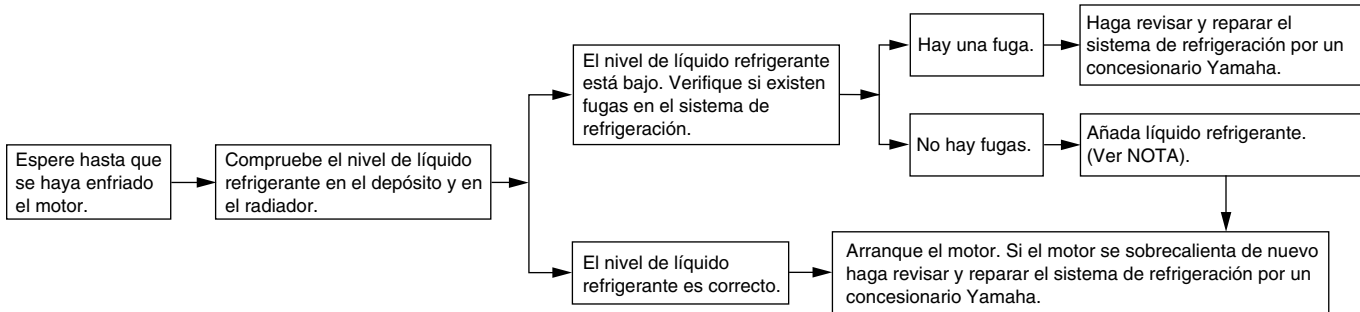 Espere hasta que
se haya enfriado
el motor.
Compruebe el nivel de líquido
refrigerante en el depósito y en
el radiador.
El nivel de líquido refrigerante
está bajo. Verifique si existen
fugas en el sistema de
refrigeración.
Hay una fuga.
Haga revisar y reparar el
sistema de refrigeración por un
concesionario Yamaha.
No hay fugas.
Añada líquido refrigerante.
(Ver NOTA).
El nivel de líquido
refrigerante es correcto.
Arranque el motor. Si el motor se sobrecalienta de nuevo
haga revisar y reparar el sistema de refrigeración por un
concesionario Yamaha.